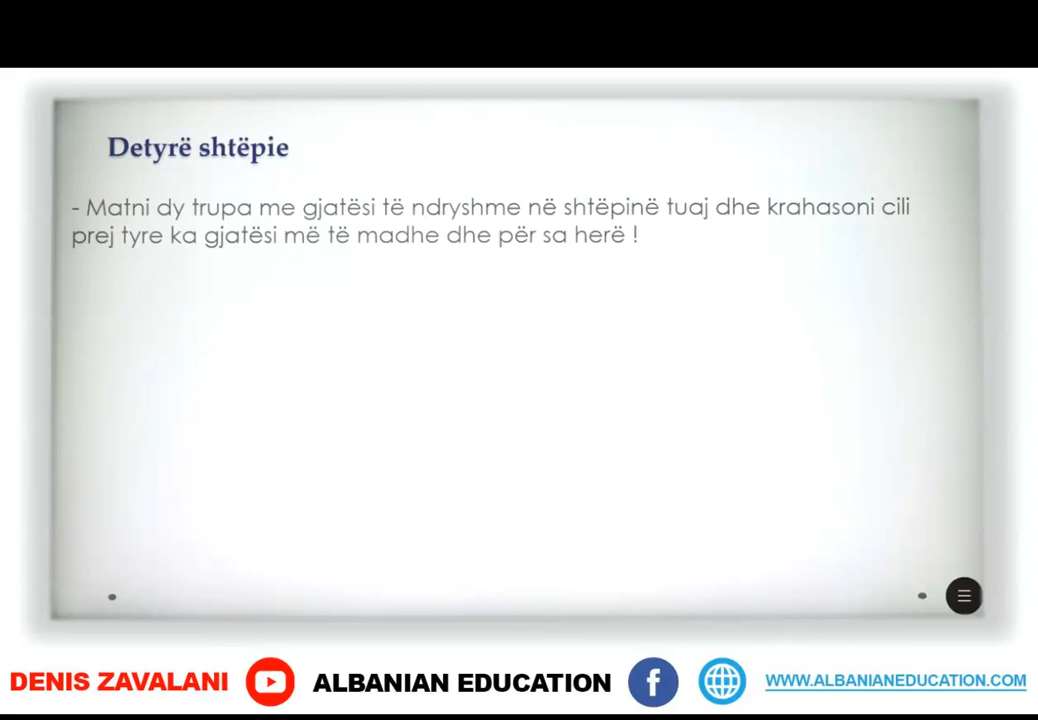 Detyrë shtëpie
- Matni dy trupa me gjatësi të ndryshme në shtëpinë tuaj dhe krahasoni cili
prej tyre ka gjatësi më të madhe dhe për sa herë !
DENIS ZAVALANI ALBANIAN EDUCATION f WWW.ALBANIANEDUCATION.COM